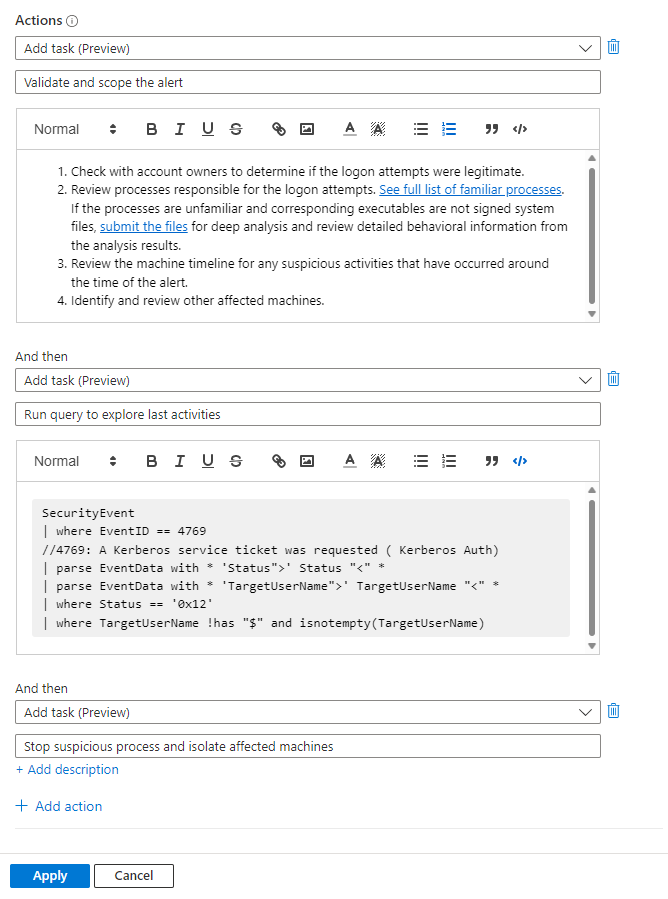 Actions
Add task (Preview)
Validate and scope the alert
Normal B I U S A A
1. Check with account owners to determine if the logon attempts were legitimate.
2. Review processes responsible for the logon attempts. See full list of familiar processes.
If the processes are unfamiliar and corresponding executables are not signed system
files, submit the files for deep analysis and review detailed behavioral information from
the analysis results.
3. Review the machine timeline for any suspicious activities that have occurred around
the time of the alert.
4. Identify and review other affected machines.
And then
Add task (Preview)
Run query to explore last activities
Normal B I U S A A
SecurityEvent
| where EventID == 4769
//4769: A Kerberos service ticket was requested ( Kerberos Auth)
| parse EventData with * 'Status">' Status "<" *
| parse EventData with * 'TargetUserName">' TargetUserName "<" *
| where Status == '0x12'
| where TargetUserName !has "$" and isnotempty(TargetUserName)
And then
Add task (Preview)
Stop suspicious process and isolate affected machines
+ Add description
+ Add action
Apply Cancel